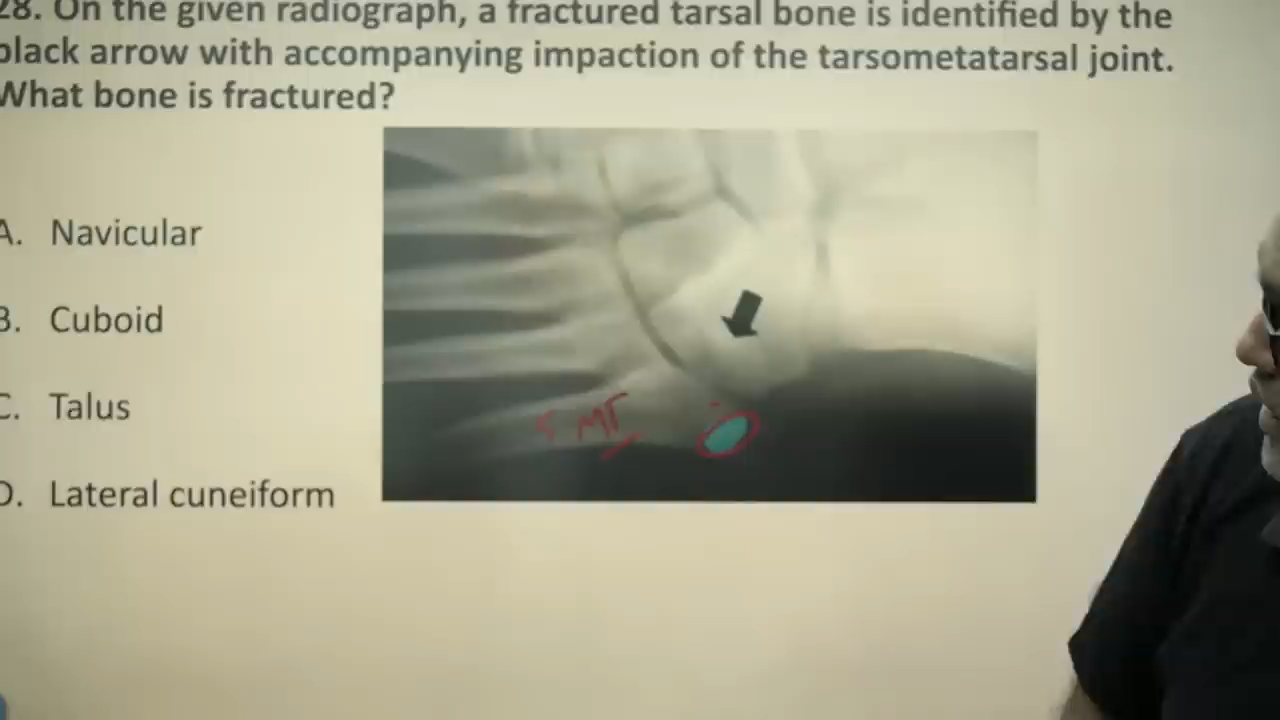 28. On the given radiograph, a fractured tarsal bone is identified by the
black arrow with accompanying impaction of the tarsometatarsal joint.
What bone is fractured?
A. Navicular
B. Cuboid
C. Talus
D. Lateral cuneiform
5 MT